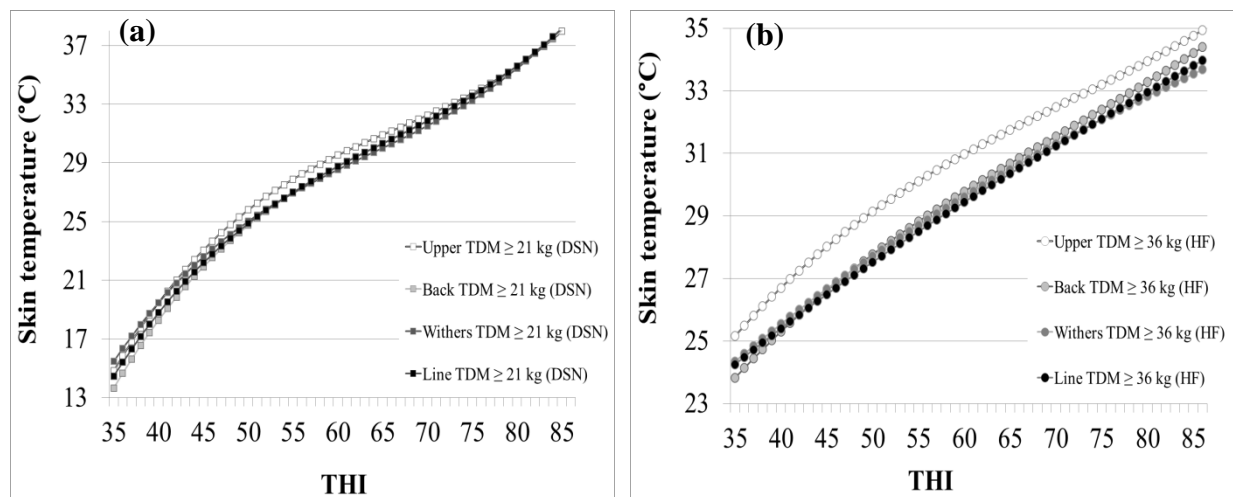 (a)
Skin temperature (°C)
37
33
29
25
21
17
13
Upper TDM ≥ 21 kg (DSN)
Back TDM ≥ 21 kg (DSN)
Withers TDM ≥ 21 kg (DSN)
Line TDM ≥ 21 kg (DSN)
35 40 45 50 55 60 65 70 75 80 85
THI
(b)
Skin temperature (°C)
35
33
31
29
27
25
23
Upper TDM ≥ 36 kg (HF)
Back TDM ≥ 36 kg (HF)
Withers TDM ≥ 36 kg (HF)
Line TDM ≥ 36 kg (HF)
35 40 45 50 55 60 65 70 75 80 85
THI